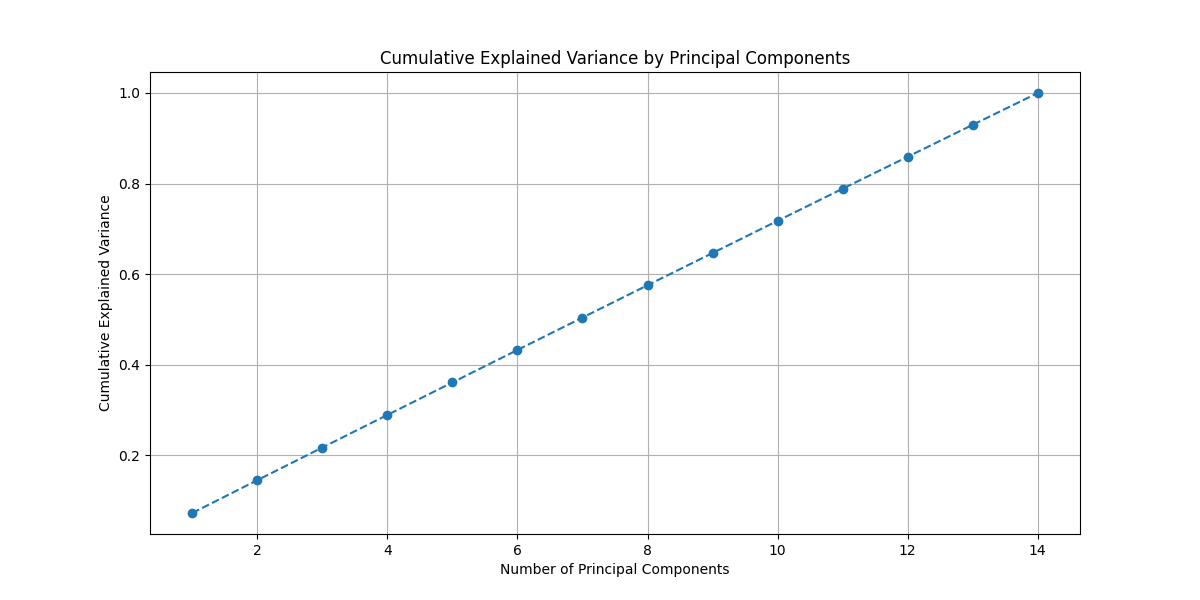 Cumulative Explained Variance by Principal Components
1.0
0.8
0.6
0.4
0.2
Cumulative Explained Variance
2 4 6 8 10 12 14
Number of Principal Components